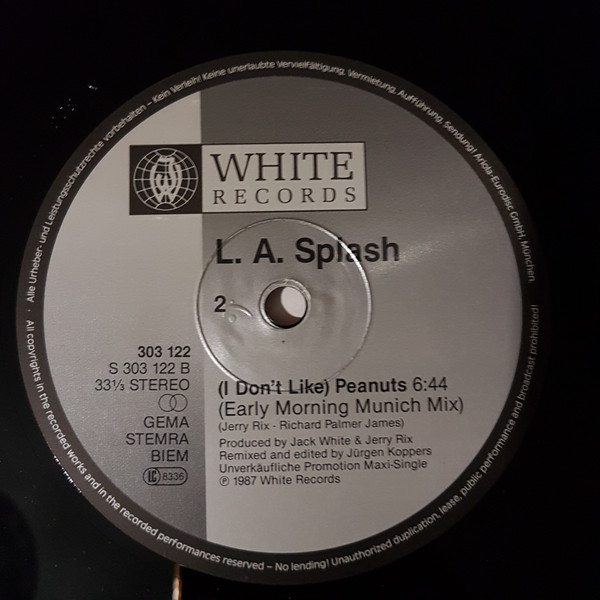 WHITE
RECORDS
L. A. Splash
2
303 122
S 303 122 B
33⅓ STEREO
GEMA
STEMRA
BIEM
LC 8336
(I Don't Like) Peanuts 6:44
(Early Morning Munich Mix)
(Jerry Rix - Richard Palmer James)
Produced by Jack White & Jerry Rix
Remixed and edited by Jürgen Koppers
Unverkäufliche Promotion Maxi-Single
℗ 1987 White Records
· Alle Urheber- und Leistungsschutzrechte vorbehalten – Kein Verleih! Keine unerlaubte Vervielfältigung, Vermietung, Aufführung, Sendung! Ariola-Eurodisc GmbH, München.
· All copyrights in the recorded works and in the recorded performances reserved – No lending! Unauthorized duplication, lease, public performance and broadcast prohibited!